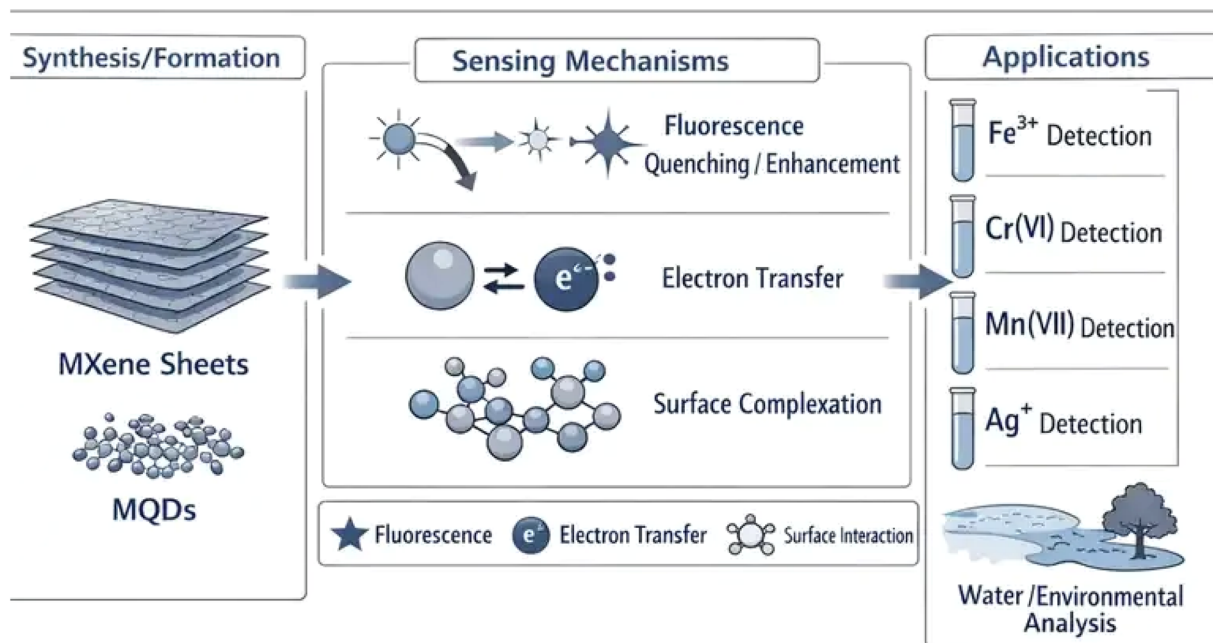 Synthesis/Formation
MXene Sheets
MQDs
Sensing Mechanisms
Fluorescence
Quenching / Enhancement
e⁻
Electron Transfer
Surface Complexation
Fluorescence
e⁻
Electron Transfer
Surface Interaction
Applications
Fe³⁺ Detection
Cr(VI) Detection
Mn(VII) Detection
Ag⁺ Detection
Water/Environmental
Analysis